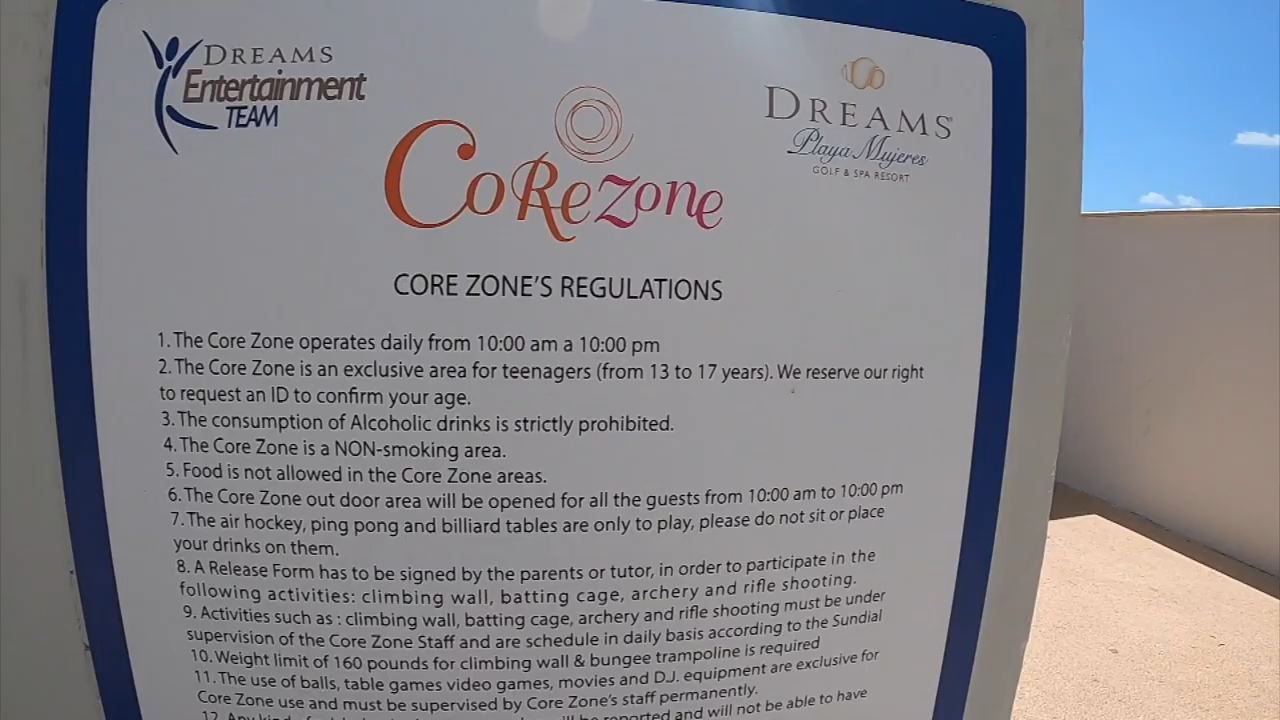 DREAMS
Entertainment
TEAM
DREAMS
Playa Mujeres
GOLF & SPA RESORT
CoRezone
CORE ZONE'S REGULATIONS
1. The Core Zone operates daily from 10:00 am a 10:00 pm
2. The Core Zone is an exclusive area for teenagers (from 13 to 17 years). We reserve our right
to request an ID to confirm your age.
3. The consumption of Alcoholic drinks is strictly prohibited.
4. The Core Zone is a NON-smoking area.
5. Food is not allowed in the Core Zone areas.
6. The Core Zone out door area will be opened for all the guests from 10:00 am to 10:00 pm
7. The air hockey, ping pong and billiard tables are only to play, please do not sit or place
your drinks on them.
8. A Release Form has to be signed by the parents or tutor, in order to participate in the
following activities: climbing wall, batting cage, archery and rifle shooting.
9. Activities such as : climbing wall, batting cage, archery and rifle shooting must be under
supervision of the Core Zone Staff and are schedule in daily basis according to the Sundial
10. Weight limit of 160 pounds for climbing wall & bungee trampoline is required
11. The use of balls, table games video games, movies and D.J. equipment are exclusive for
Core Zone use and must be supervised by Core Zone's staff permanently.
12. Any kind of will be reported and will not be able to have